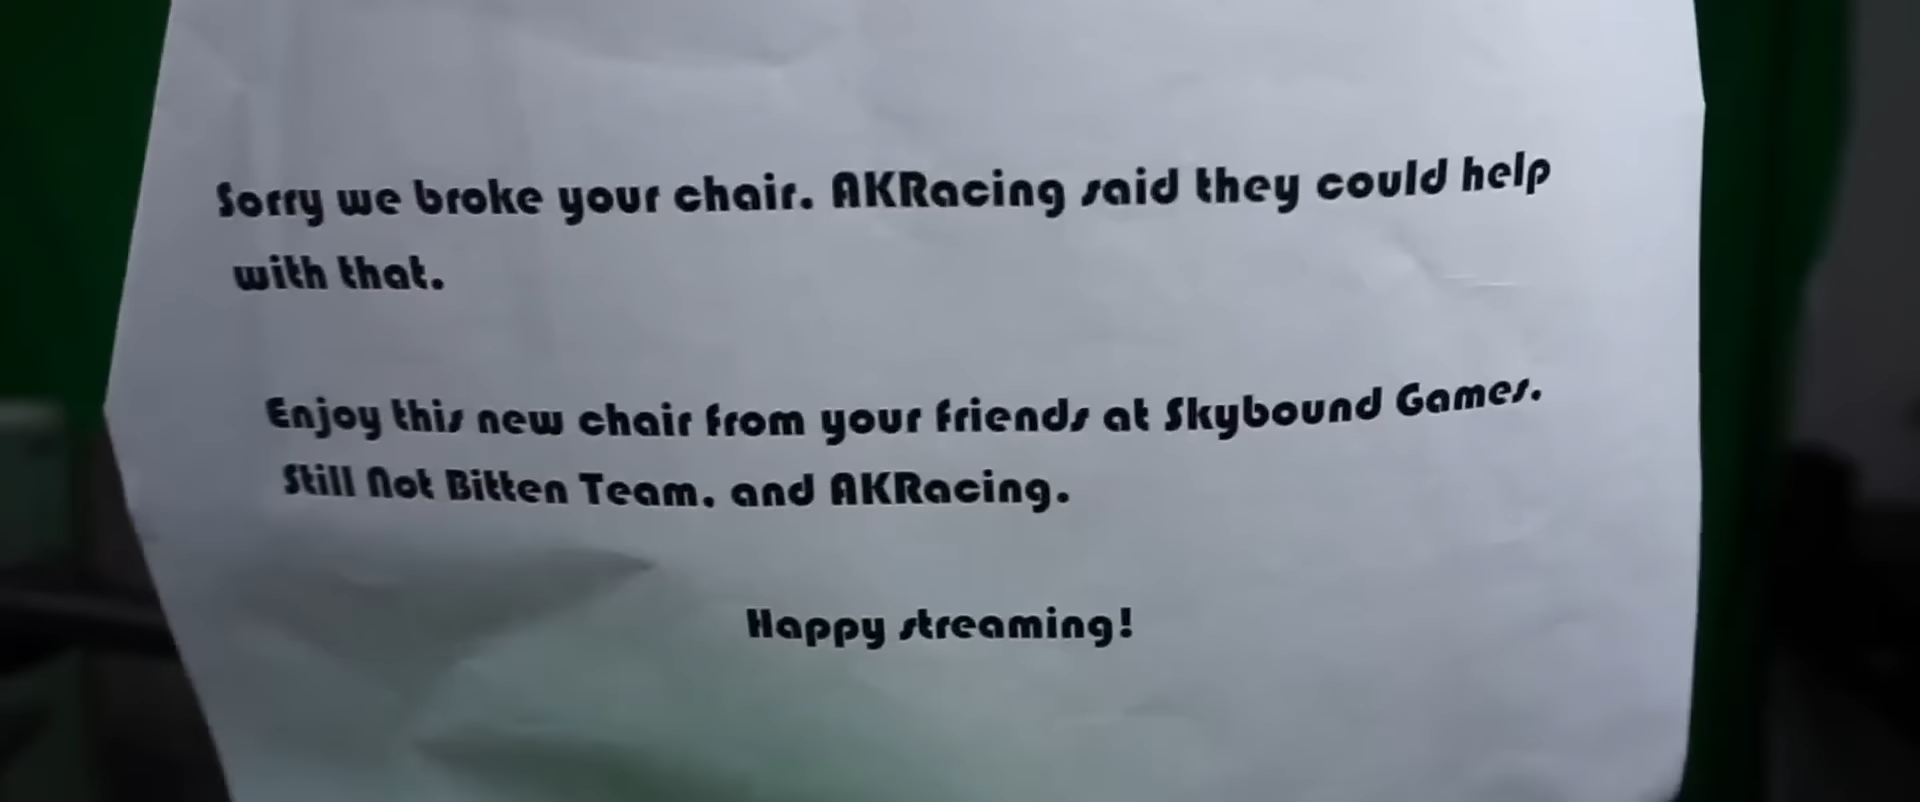 Sorry we broke your chair. AKRacing said they could help
with that.
Enjoy this new chair from your friends at Skybound Games.
Still Not Bitten Team. and AKRacing.
Happy streaming!